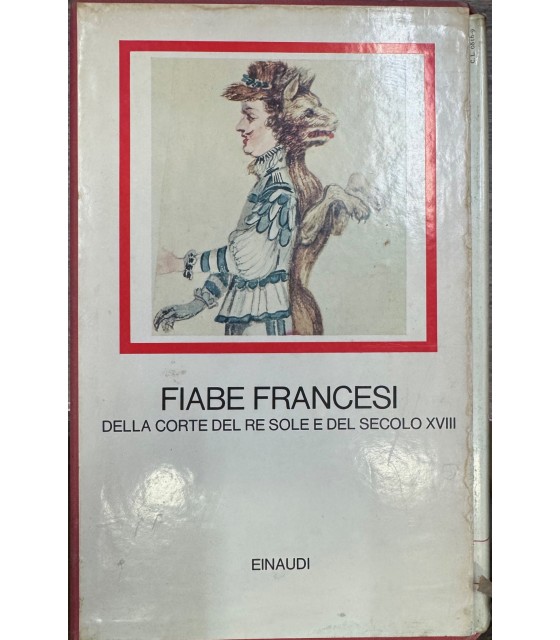 FIABE FRANCESI
DELLA CORTE DEL RE SOLE E DEL SECOLO XVIII
EINAUDI